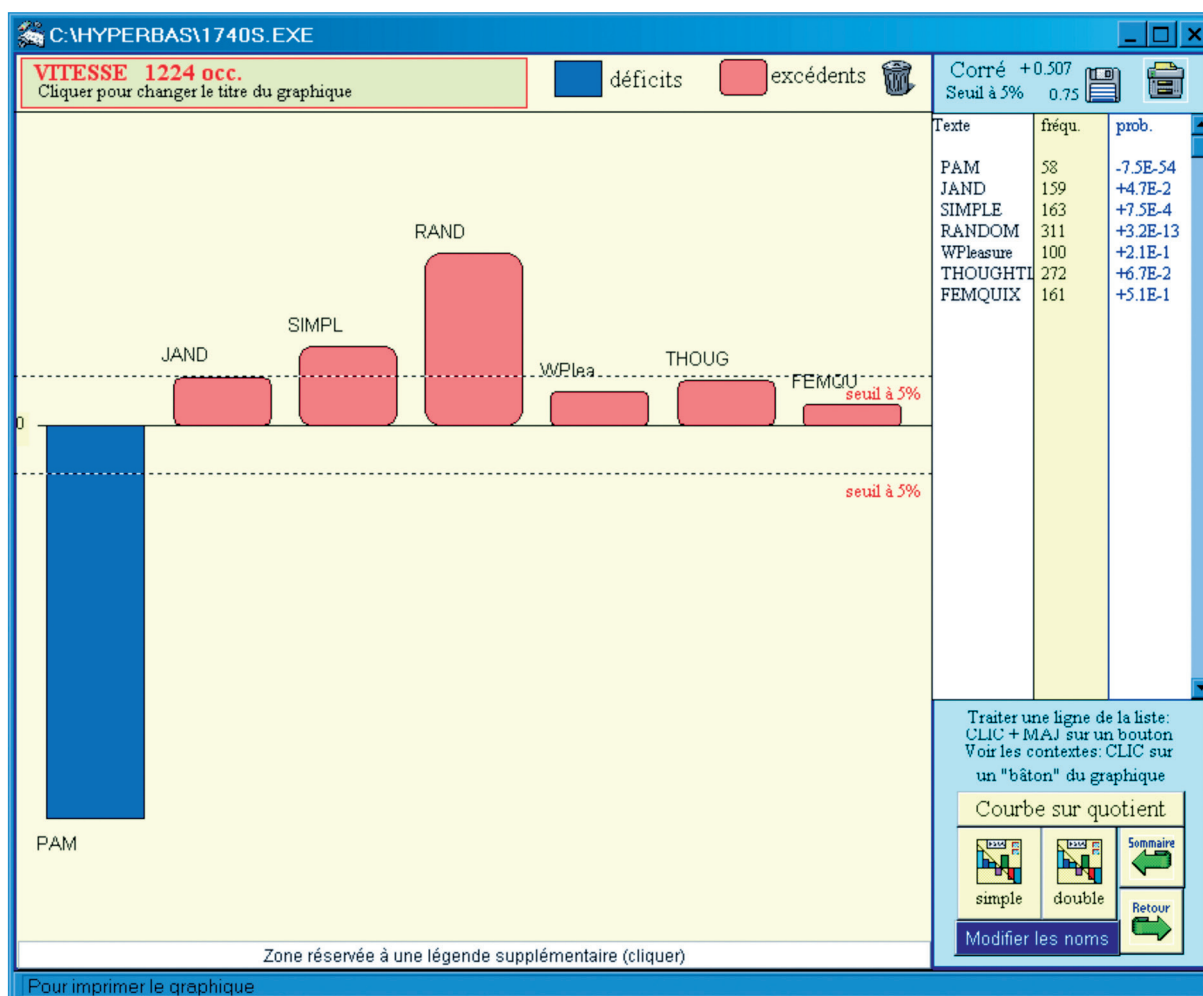 C:\HYPERBAS\1740S.EXE
VITESSE 1224 occ.
Cliquer pour changer le titre du graphique
déficits
excédents
Corré +0.507
Seuil à 5% 0.75
Texte fréqu. prob.
PAM 58 -7.5E-54
JAND 159 +4.7E-2
SIMPLE 163 +7.5E-4
RANDOM 311 +3.2E-13
WPleasure 100 +2.1E-1
THOUGHTL 272 +6.7E-2
FEMQUIX 161 +5.1E-1
RAND
SIMPL
JAND
WPlea
THOUG
FEMQU
seuil à 5%
0
seuil à 5%
PAM
Traiter une ligne de la liste:
CLIC + MAJ sur un bouton
Voir les contextes: CLIC sur
un "bâton" du graphique
Courbe sur quotient
simple
double
Sommaire
Retour
Modifier les noms
Zone réservée à une légende supplémentaire (cliquer)
Pour imprimer le graphique